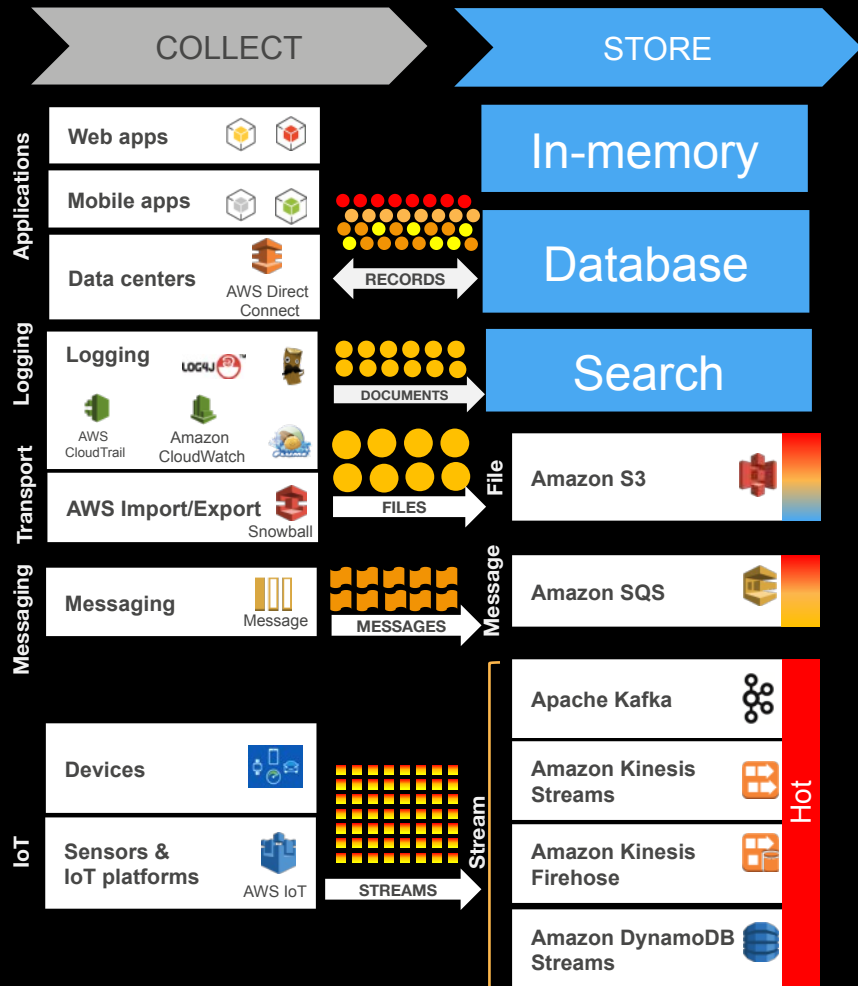 COLLECT
STORE
Applications
Web apps
Mobile apps
Data centers
AWS Direct
Connect
RECORDS
In-memory
Database
Logging
Logging
LOG4J™
AWS
CloudTrail
Amazon
CloudWatch
DOCUMENTS
Search
Transport
AWS Import/Export
Snowball
FILES
File
Amazon S3
Messaging
Messaging
Message
MESSAGES
Message
Amazon SQS
IoT
Devices
Sensors &
IoT platforms
AWS IoT
STREAMS
Stream
Apache Kafka
Amazon Kinesis
Streams
Amazon Kinesis
Firehose
Amazon DynamoDB
Streams
Hot